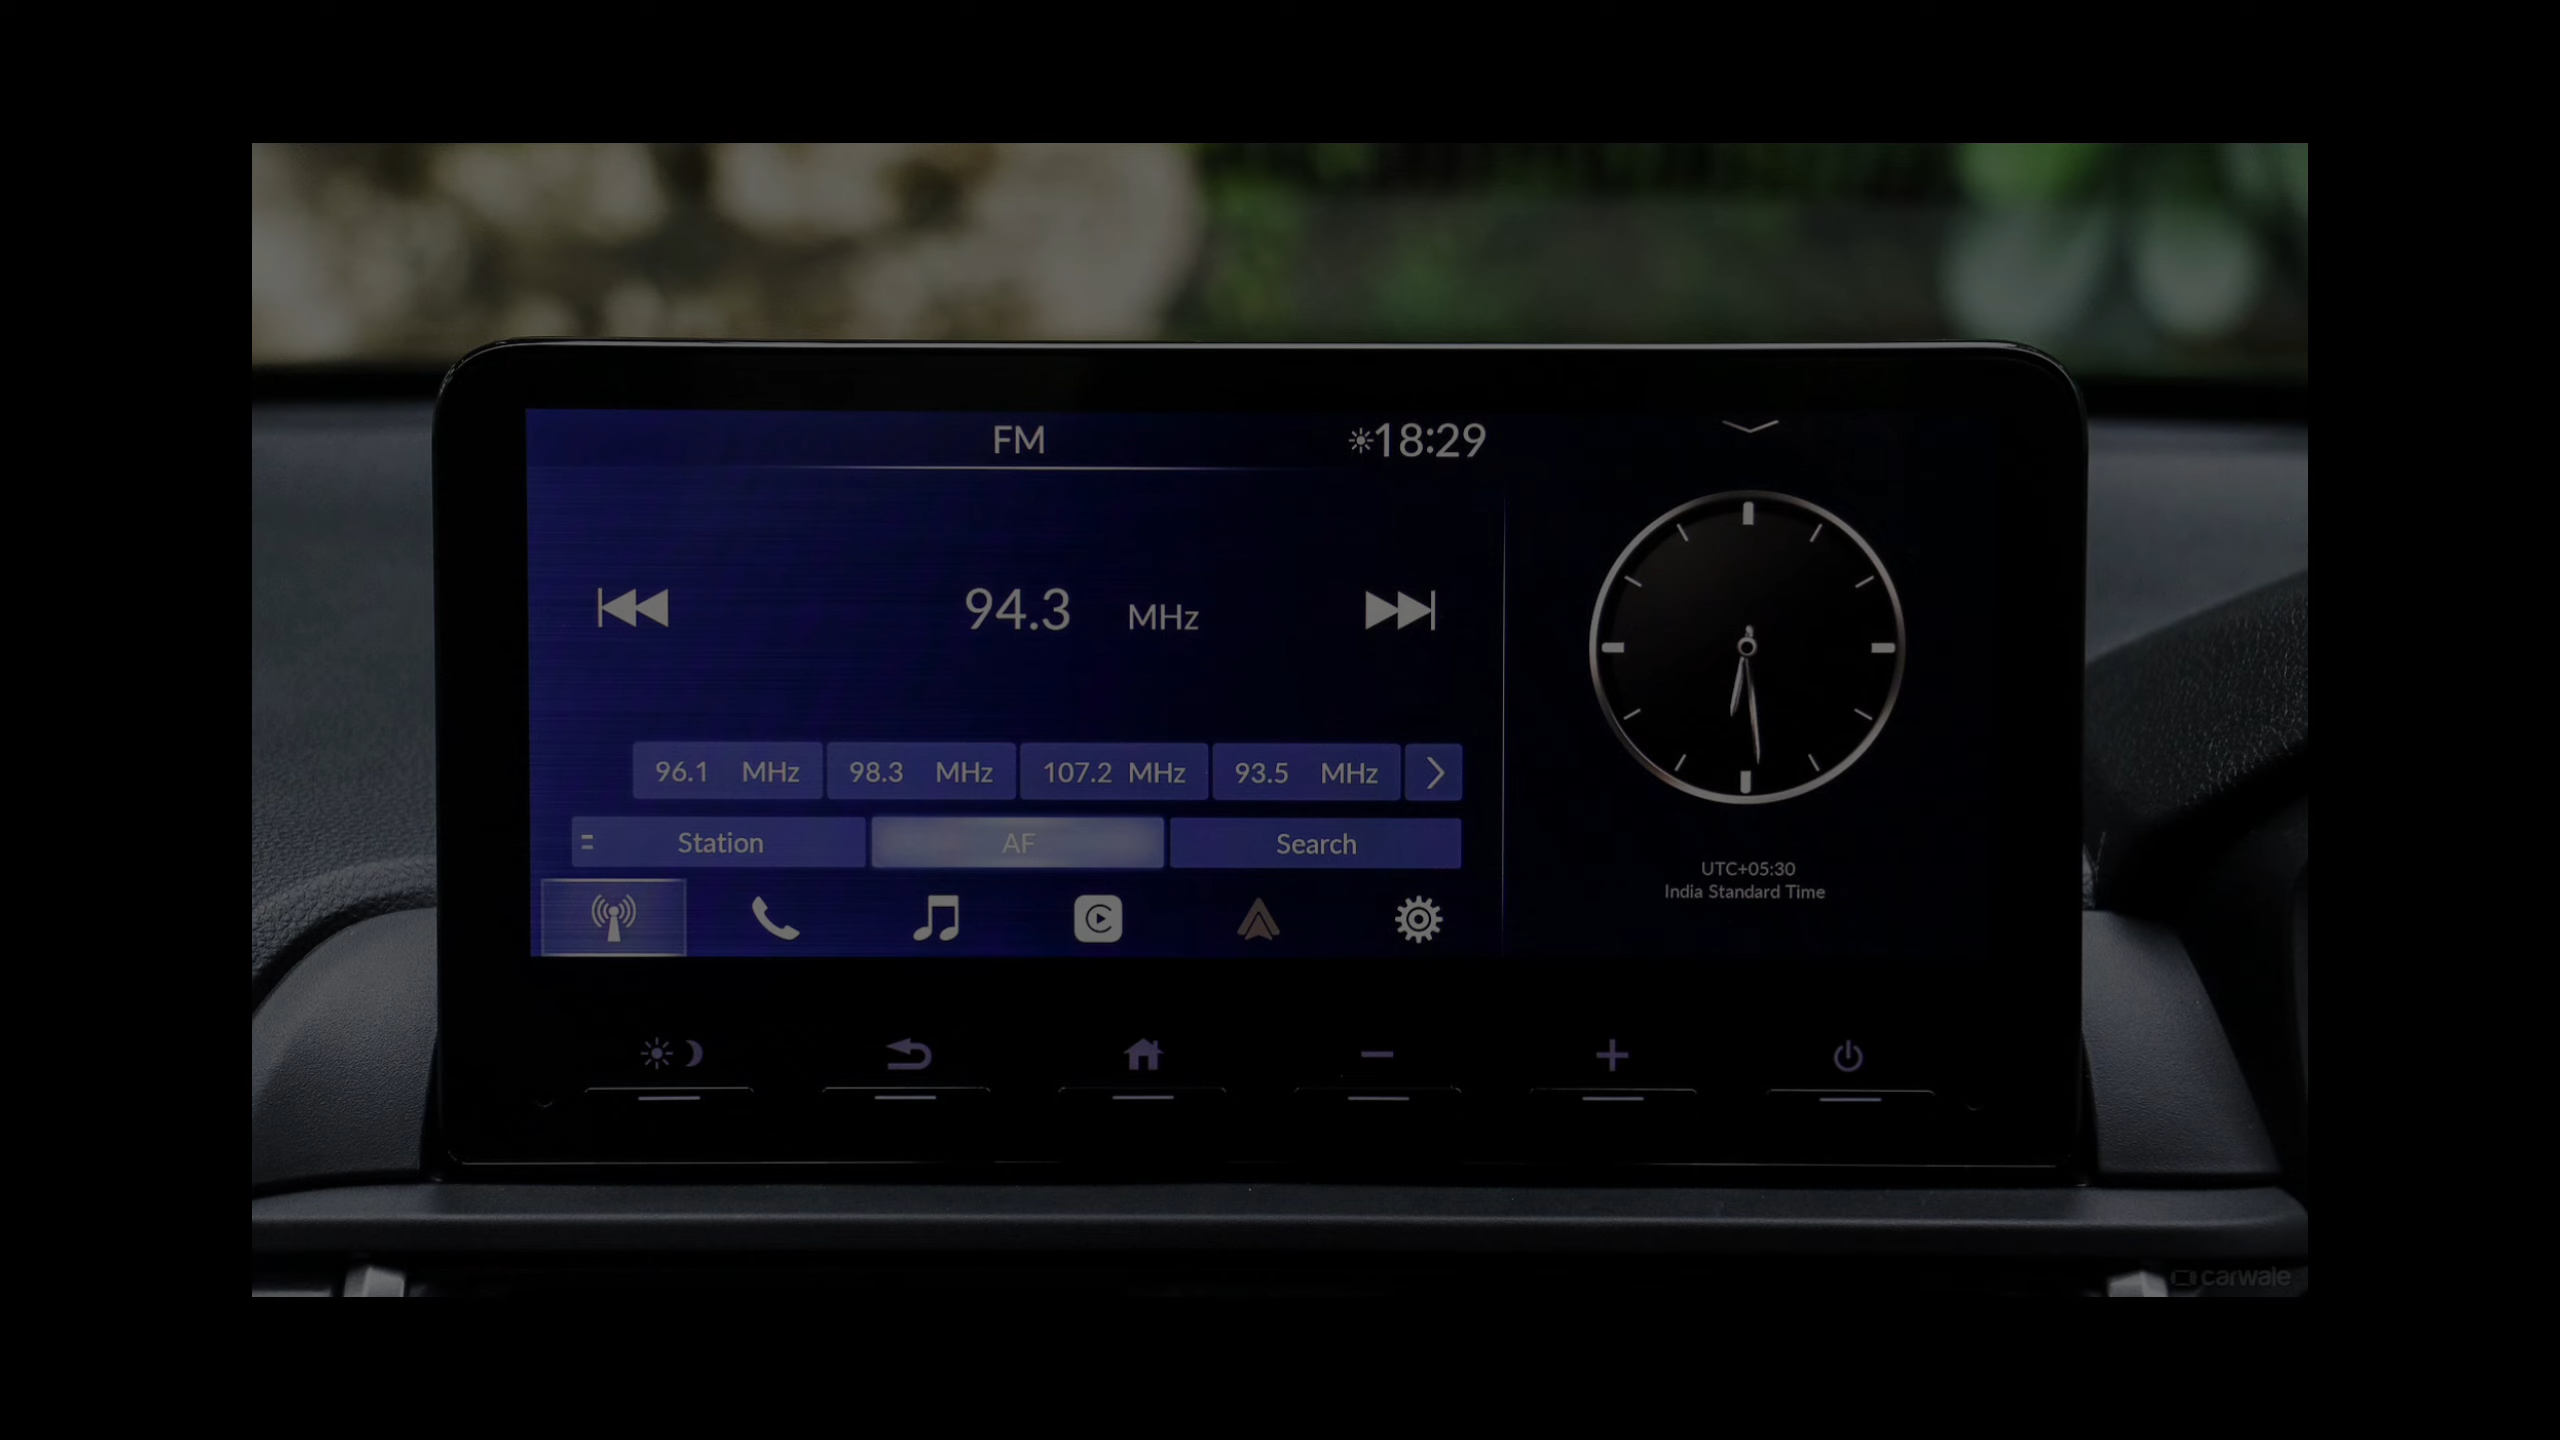 FM 18:29
94.3 MHz
96.1 MHz 98.3 MHz 107.2 MHz 93.5 MHz
Station AF Search
UTC+05:30
India Standard Time
carwale